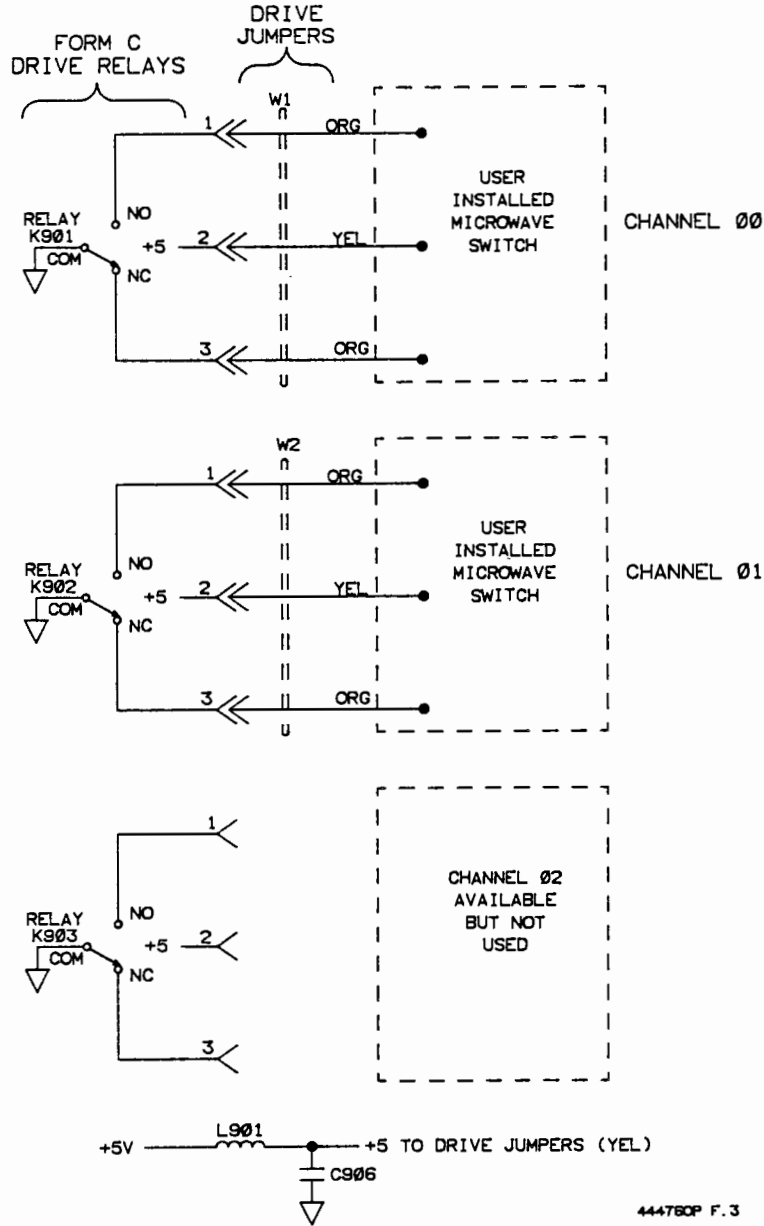 FORM C
DRIVE RELAYS
DRIVE
JUMPERS
W1
1
ORG
NO
RELAY
K901
COM
+5
2
YEL
NC
3
ORG
USER
INSTALLED
MICROWAVE
SWITCH
CHANNEL 00
W2
1
ORG
NO
RELAY
K902
COM
+5
2
YEL
NC
3
ORG
USER
INSTALLED
MICROWAVE
SWITCH
CHANNEL 01
1
NO
RELAY
K903
COM
+5
2
NC
3
CHANNEL 02
AVAILABLE
BUT NOT
USED
+5V
L901
+5 TO DRIVE JUMPERS (YEL)
C906
44476OP F.3